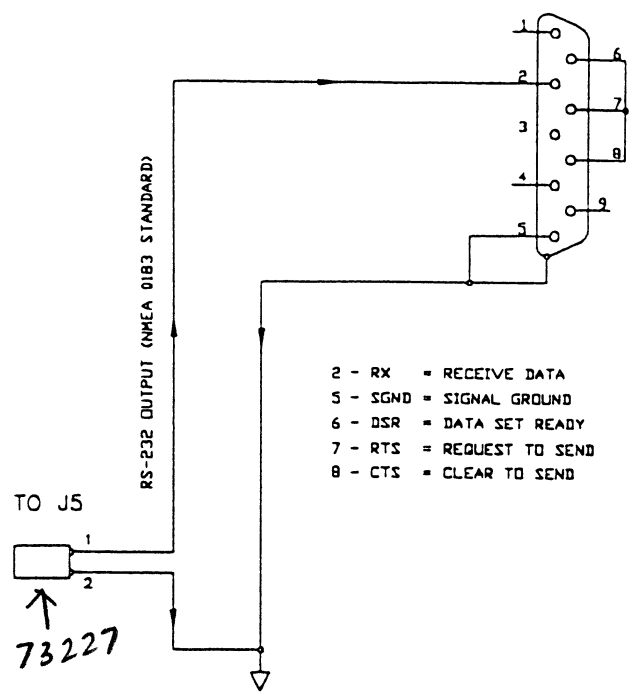 1
6
2
7
3
8
4
9
5
RS-232 OUTPUT (NMEA 0183 STANDARD)
2 - RX = RECEIVE DATA
5 - SGND = SIGNAL GROUND
6 - DSR = DATA SET READY
7 - RTS = REQUEST TO SEND
8 - CTS = CLEAR TO SEND
TO J5
1
2
73227